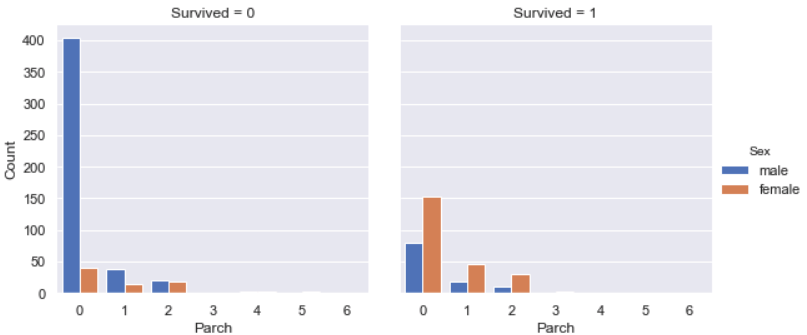 Survived = 0
Survived = 1
400
350
300
250
200
150
100
50
0
Count
0 1 2 3 4 5 6
0 1 2 3 4 5 6
Parch
Parch
Sex
male
female